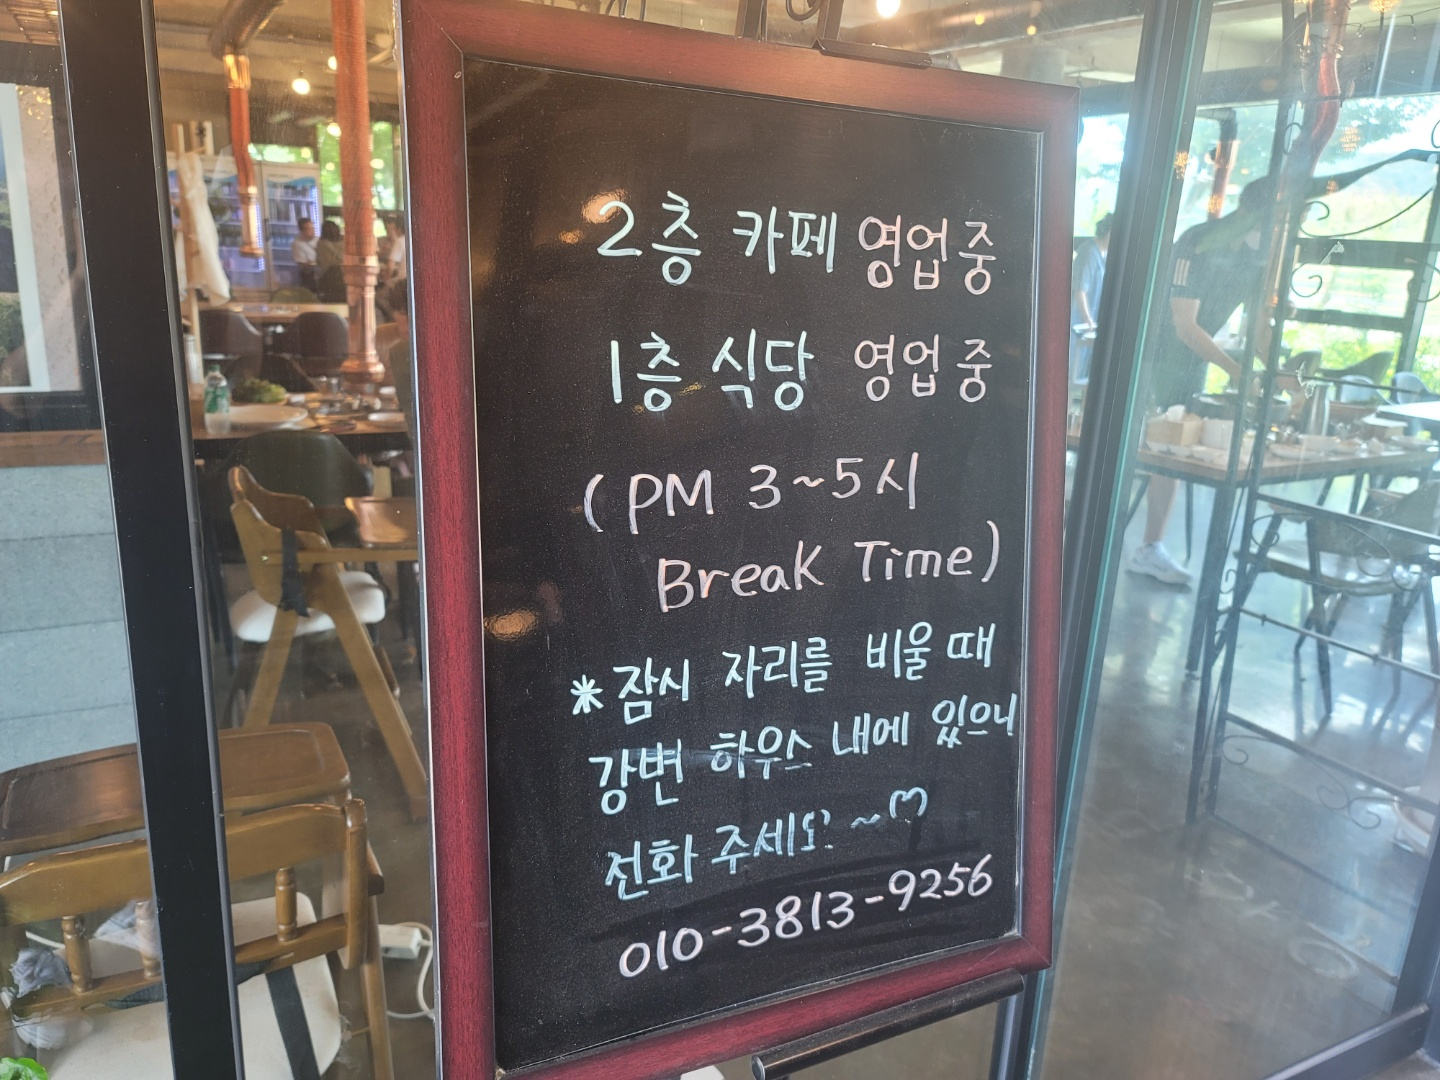 2층 카페 영업중
1층 식당 영업중
(PM 3~5시
Break Time)
* 잠시 자리를 비울 때
강변 하우스 내에 있으니
전화 주세요~♡
010-3813-9256